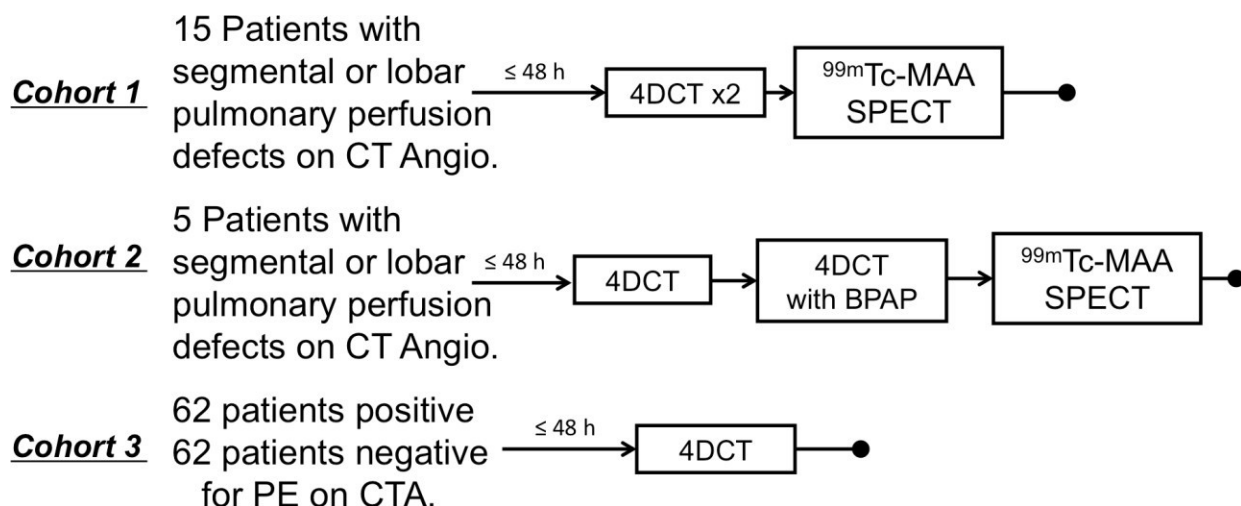 15 Patients with
segmental or lobar
pulmonary perfusion
defects on CT Angio.
Cohort 1
≤ 48 h
4DCT x2
99mTc-MAA
SPECT
5 Patients with
segmental or lobar
pulmonary perfusion
defects on CT Angio.
Cohort 2
≤ 48 h
4DCT
4DCT
with BPAP
99mTc-MAA
SPECT
62 patients positive
62 patients negative
for PE on CTA.
Cohort 3
≤ 48 h
4DCT